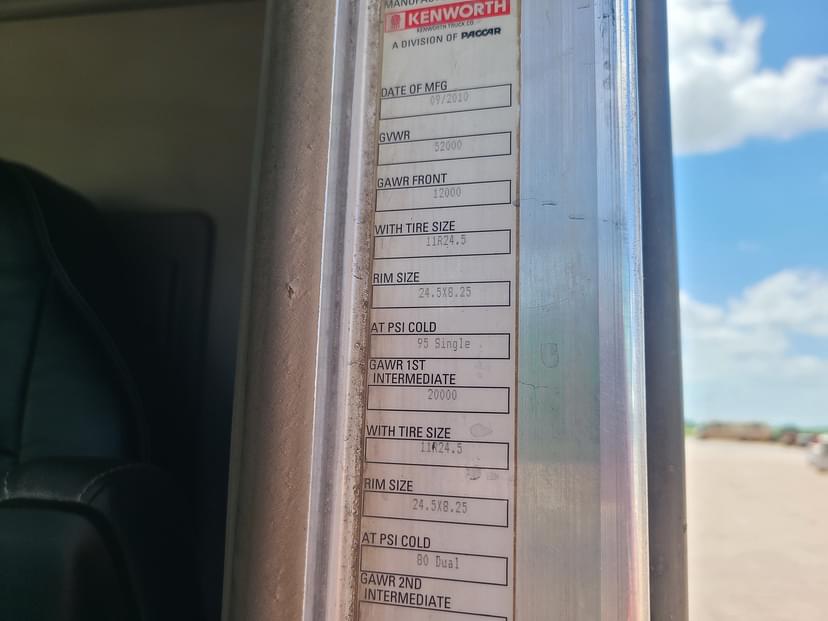 KENWORTH
KENWORTH TRUCK CO.
A DIVISION OF PACCAR
DATE OF MFG
09/2010
GVWR
52000
GAWR FRONT
12000
WITH TIRE SIZE
11R24.5
RIM SIZE
24.5X8.25
AT PSI COLD
95 Single
GAWR 1ST
INTERMEDIATE
20000
WITH TIRE SIZE
11R24.5
RIM SIZE
24.5X8.25
AT PSI COLD
80 Dual
GAWR 2ND
INTERMEDIATE